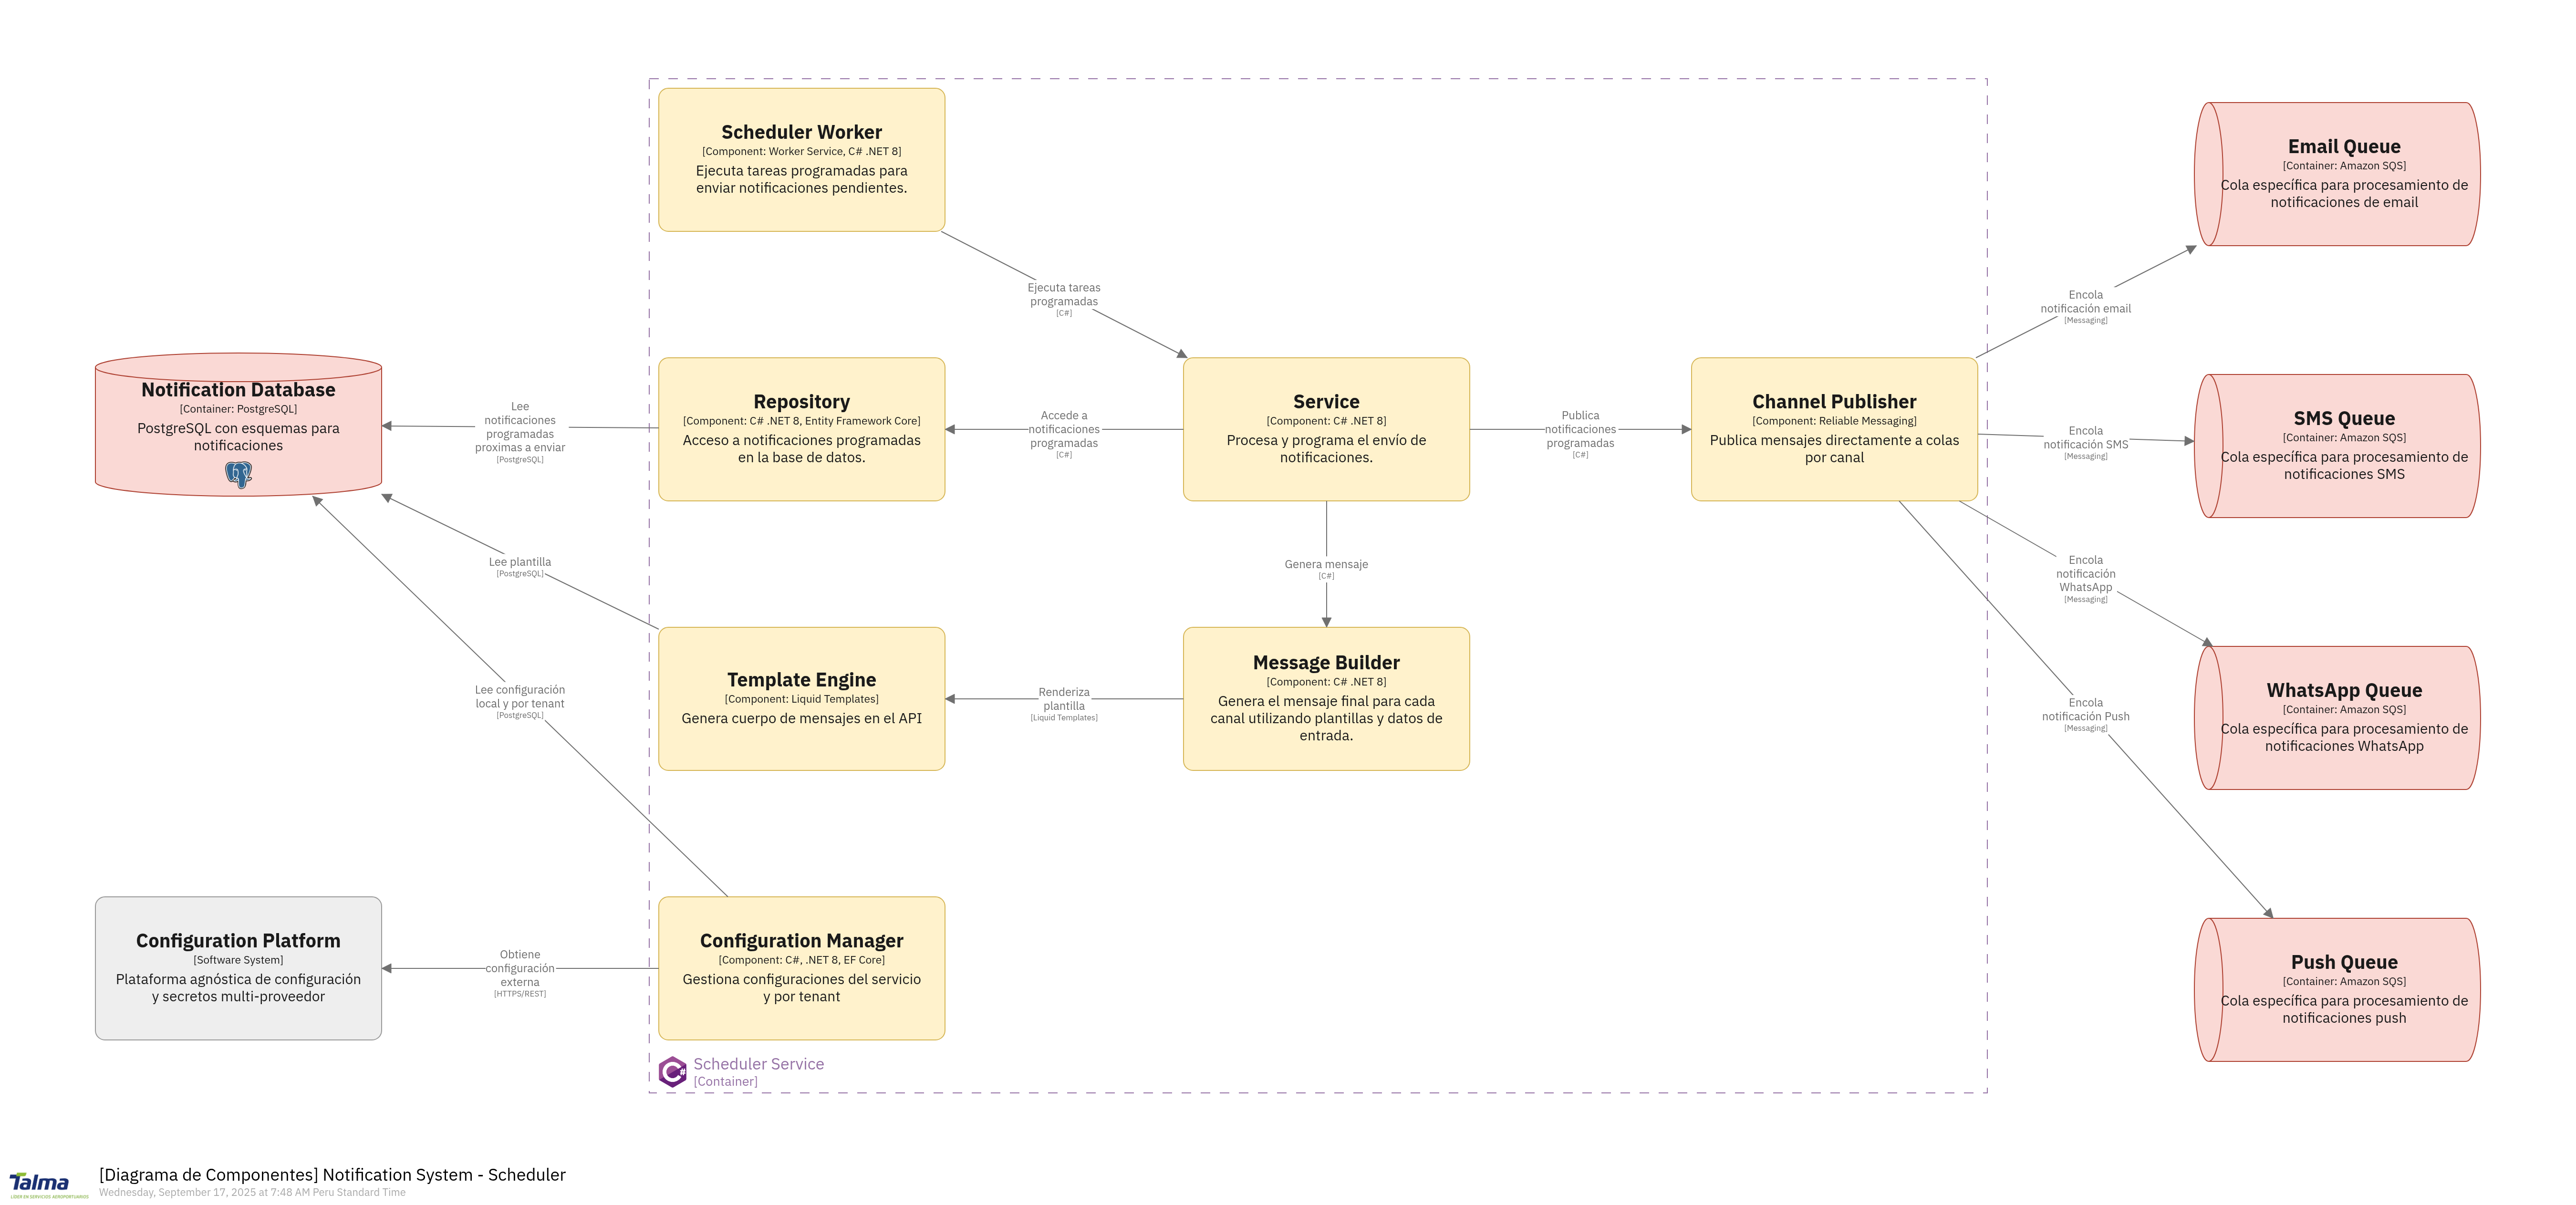 Scheduler Worker
[Component: Worker Service, C# .NET 8]
Ejecuta tareas programadas para
enviar notificaciones pendientes.
Ejecuta tareas
programadas
[C#]
Notification Database
[Container: PostgreSQL]
PostgreSQL con esquemas para
notificaciones
Lee
notificaciones
programadas
proximas a enviar
[PostgreSQL]
Repository
[Component: C# .NET 8, Entity Framework Core]
Acceso a notificaciones programadas
en la base de datos.
Accede a
notificaciones
programadas
[C#]
Service
[Component: C# .NET 8]
Procesa y programa el envío de
notificaciones.
Publica
notificaciones
programadas
[C#]
Channel Publisher
[Component: Reliable Messaging]
Publica mensajes directamente a colas
por canal
Encola
notificación email
[Messaging]
Email Queue
[Container: Amazon SQS]
Cola específica para procesamiento de
notificaciones de email
Encola
notificación SMS
[Messaging]
SMS Queue
[Container: Amazon SQS]
Cola específica para procesamiento de
notificaciones SMS
Encola
notificación
WhatsApp
[Messaging]
WhatsApp Queue
[Container: Amazon SQS]
Cola específica para procesamiento de
notificaciones WhatsApp
Encola
notificación Push
[Messaging]
Push Queue
[Container: Amazon SQS]
Cola específica para procesamiento de
notificaciones push
Lee plantilla
[PostgreSQL]
Genera mensaje
[C#]
Template Engine
[Component: Liquid Templates]
Genera cuerpo de mensajes en el API
Renderiza
plantilla
[Liquid Templates]
Message Builder
[Component: C# .NET 8]
Genera el mensaje final para cada
canal utilizando plantillas y datos de
entrada.
Lee configuración
local y por tenant
[PostgreSQL]
Configuration Platform
[Software System]
Plataforma agnóstica de configuración
y secretos multi-proveedor
Obtiene
configuración
externa
[HTTPS/REST]
Configuration Manager
[Component: C#, .NET 8, EF Core]
Gestiona configuraciones del servicio
y por tenant
C#
Scheduler Service
[Container]
Talma
LÍDER EN SERVICIOS AEROPORTUARIOS
[Diagrama de Componentes] Notification System - Scheduler
Wednesday, September 17, 2025 at 7:48 AM Peru Standard Time